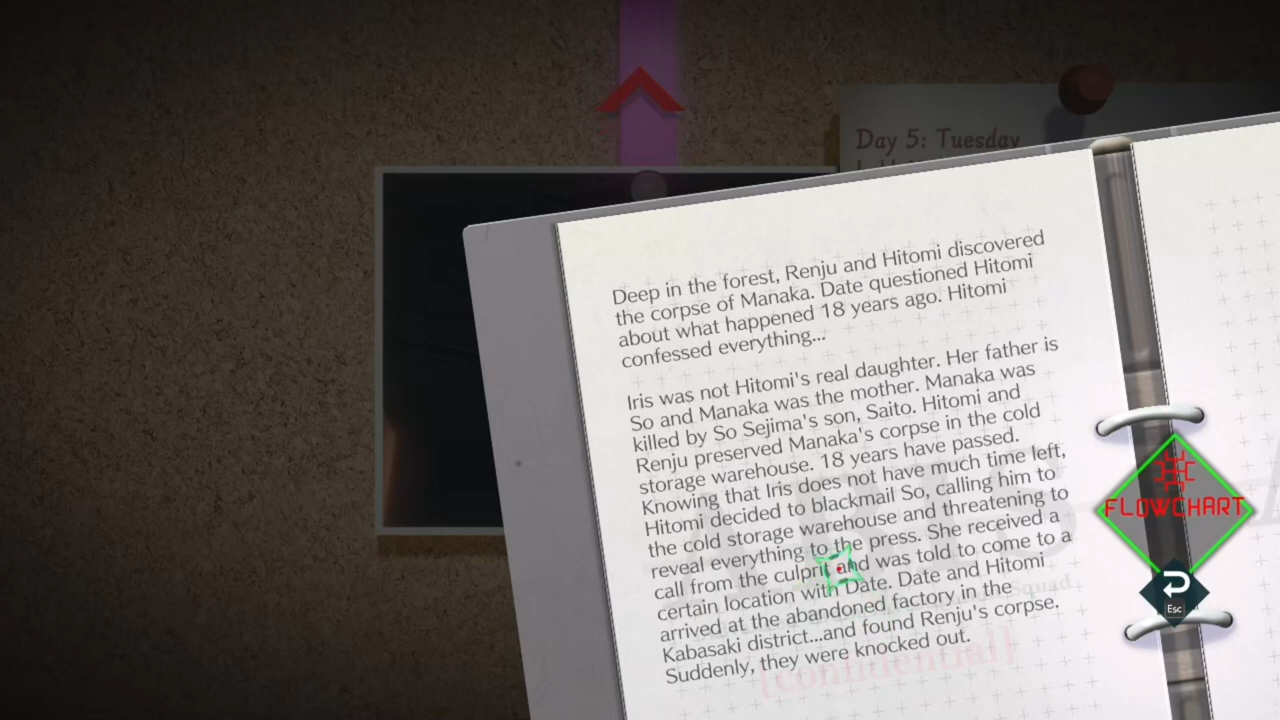 Day 5: Tuesday
Deep in the forest, Renju and Hitomi discovered
the corpse of Manaka. Date questioned Hitomi
about what happened 18 years ago. Hitomi
confessed everything...
Iris was not Hitomi's real daughter. Her father is
So and Manaka was the mother. Manaka was
killed by So Sejima's son, Saito. Hitomi and
Renju preserved Manaka's corpse in the cold
storage warehouse. 18 years have passed.
Knowing that Iris does not have much time left,
Hitomi decided to blackmail So, calling him to
the cold storage warehouse and threatening to
reveal everything to the press. She received a
call from the culprit and was told to come to a
certain location with Date. Date and Hitomi
arrived at the abandoned factory in the
Kabasaki district...and found Renju's corpse.
Suddenly, they were knocked out.
Squad
[confidential]
FLOWCHART
Esc